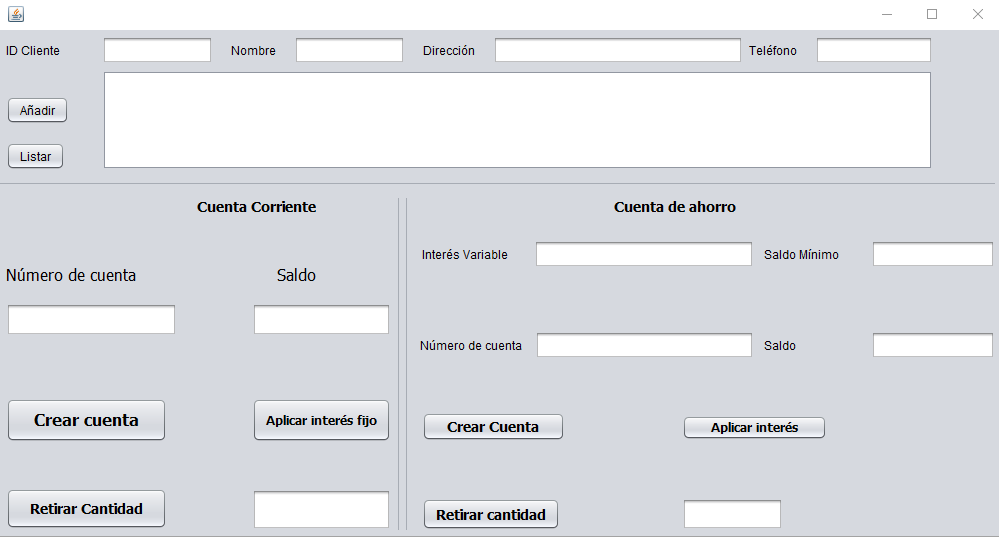 ID Cliente Nombre Dirección Teléfono
Añadir
Listar
Cuenta Corriente
Número de cuenta Saldo
Crear cuenta Aplicar interés fijo
Retirar Cantidad
Cuenta de ahorro
Interés Variable Saldo Mínimo
Número de cuenta Saldo
Crear Cuenta Aplicar interés
Retirar cantidad